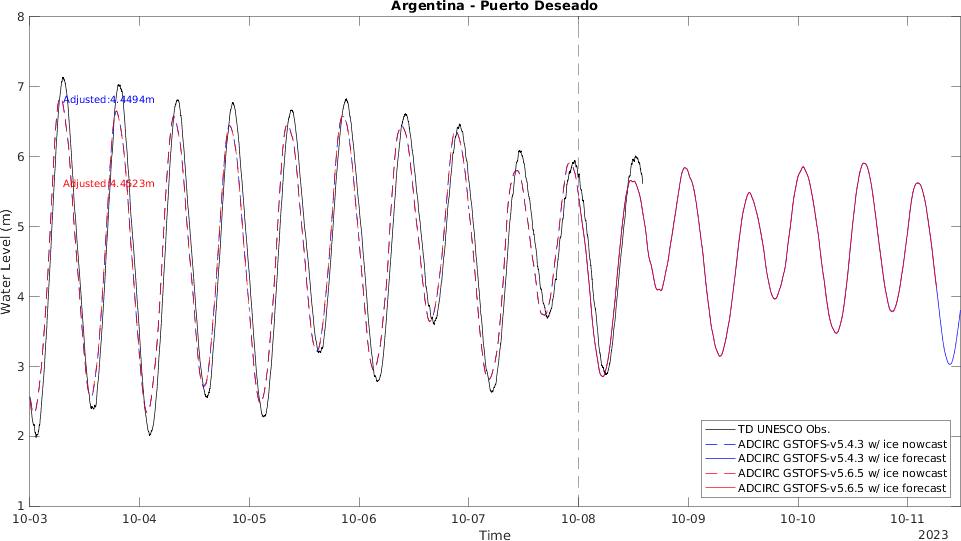 Argentina - Puerto Deseado
8
7
6
5
4
3
2
1
Water Level (m)
Adjusted:4.4494m
Adjusted:4.4523m
TD UNESCO Obs.
ADCIRC GSTOFS-v5.4.3 w/ ice nowcast
ADCIRC GSTOFS-v5.4.3 w/ ice forecast
ADCIRC GSTOFS-v5.6.5 w/ ice nowcast
ADCIRC GSTOFS-v5.6.5 w/ ice forecast
10-03 10-04 10-05 10-06 10-07 10-08 10-09 10-10 10-11
Time
2023